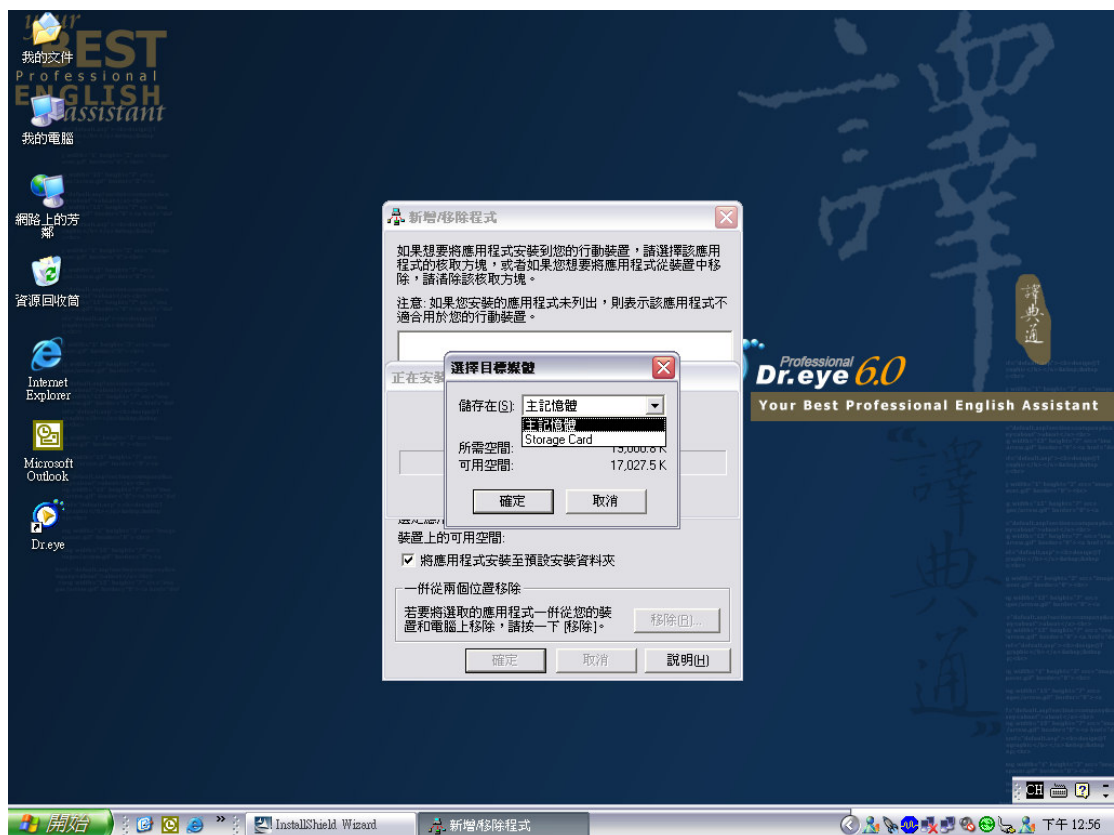 your
BEST
Professional
ENGLISH
assistant
我的文件
我的電腦
網路上的芳
鄰
資源回收筒
Internet
Explorer
Microsoft
Outlook
Dr.eye
譯典通
譯
典
通
Professional
Dr.eye 6.0
Your Best Professional English Assistant
新增/移除程式
如果想要將應用程式安裝到您的行動裝置，請選擇該應用
程式的核取方塊，或者如果您想要將應用程式從裝置中移
除，請清除該核取方塊。
注意: 如果您安裝的應用程式未列出，則表示該應用程式不
適合用於您的行動裝置。
正在安裝
選擇目標媒體
儲存在(S): 主記憶體
主記憶體
Storage Card
所需空間:
可用空間: 17,027.5 K
確定 取消
裝置上的可用空間:
將應用程式安裝至預設安裝資料夾
一併從兩個位置移除
若要將選取的應用程式一併從您的裝
置和電腦上移除，請按一下 [移除]。
移除(R)...
確定 取消 說明(H)
CH
開始 InstallShield Wizard 新增/移除程式 下午 12:56